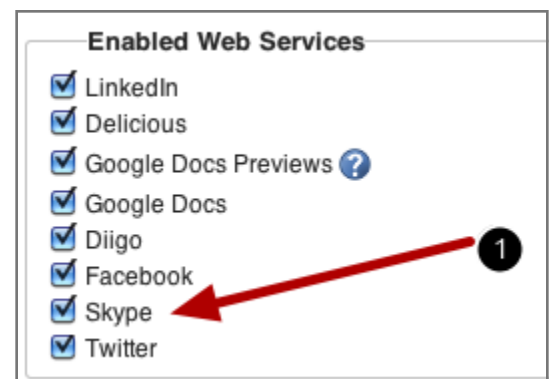 Enabled Web Services
LinkedIn
Delicious
Google Docs Previews ?
Google Docs
Diigo
1
Facebook
Skype
Twitter